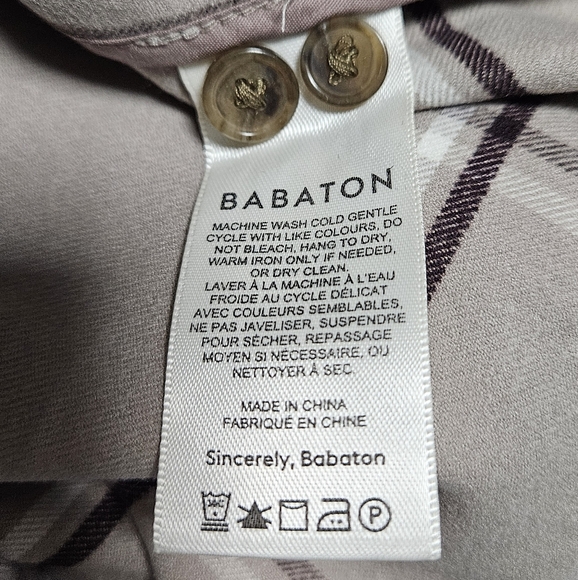 BABATON
MACHINE WASH COLD GENTLE
CYCLE WITH LIKE COLOURS, DO
NOT BLEACH, HANG TO DRY,
WARM IRON ONLY IF NEEDED,
OR DRY CLEAN.
LAVER À LA MACHINE À L'EAU
FROIDE AU CYCLE DÉLICAT
AVEC COULEURS SEMBLABLES,
NE PAS JAVELISER, SUSPENDRE
POUR SÉCHER, REPASSAGE
MOYEN SI NÉCESSAIRE, OU
NETTOYER À SEC.
MADE IN CHINA
FABRIQUÉ EN CHINE
Sincerely, Babaton
30C P